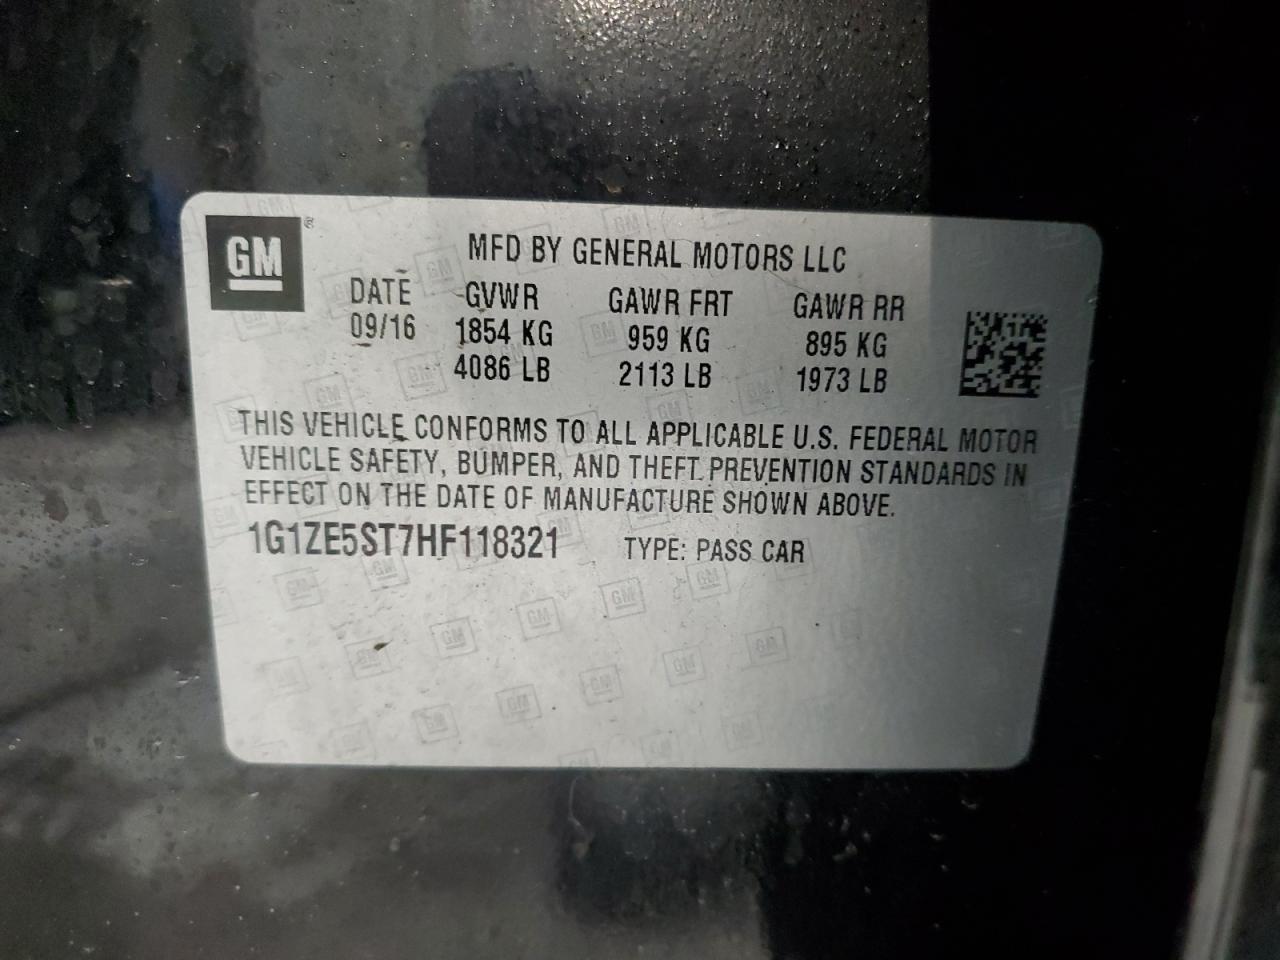 GM
MFD BY GENERAL MOTORS LLC
DATE GVWR GAWR FRT GAWR RR
09/16 1854 KG 959 KG 895 KG
4086 LB 2113 LB 1973 LB
THIS VEHICLE CONFORMS TO ALL APPLICABLE U.S. FEDERAL MOTOR
VEHICLE SAFETY, BUMPER, AND THEFT PREVENTION STANDARDS IN
EFFECT ON THE DATE OF MANUFACTURE SHOWN ABOVE.
1G1ZE5ST7HF118321 TYPE: PASS CAR